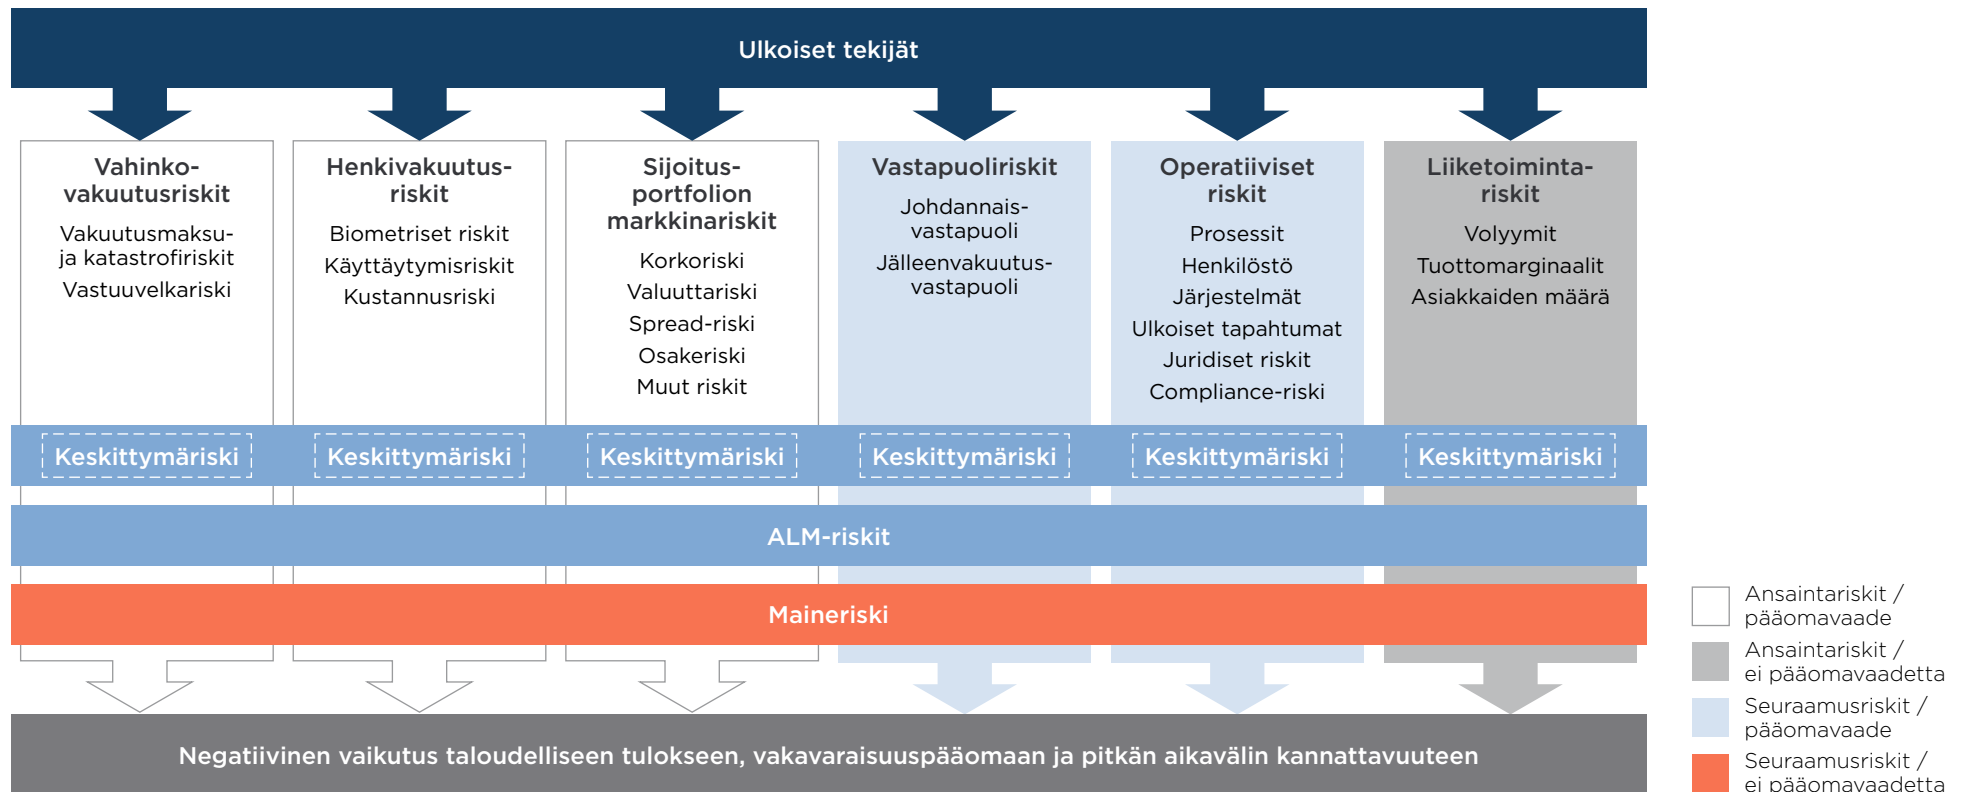 Ulkoiset tekijät
Vahinko-
vakuutusriskit
Vakuutusmaksu-
ja katastrofiriskit
Vastuuvelkariski
Henkivakuutus-
riskit
Biometriset riskit
Käyttäytymisriskit
Kustannusriski
Sijoitus-
portfolion
markkinariskit
Korkoriski
Valuuttariski
Spread-riski
Osakeriski
Muut riskit
Vastapuoliriskit
Johdannais-
vastapuoli
Jälleenvakuutus-
vastapuoli
Operatiiviset
riskit
Prosessit
Henkilöstö
Järjestelmät
Ulkoiset tapahtumat
Juridiset riskit
Compliance-riski
Liiketoiminta-
riskit
Volyymit
Tuottomarginaalit
Asiakkaiden määrä
Keskittymäriski
Keskittymäriski
Keskittymäriski
Keskittymäriski
Keskittymäriski
Keskittymäriski
ALM-riskit
Maineriski
Negatiivinen vaikutus taloudelliseen tulokseen, vakavaraisuuspääomaan ja pitkän aikavälin kannattavuuteen
Ansaintariskit /
pääomavaade
Ansaintariskit /
ei pääomavaadetta
Seuraamusriskit /
pääomavaade
Seuraamusriskit /
ei pääomavaadetta